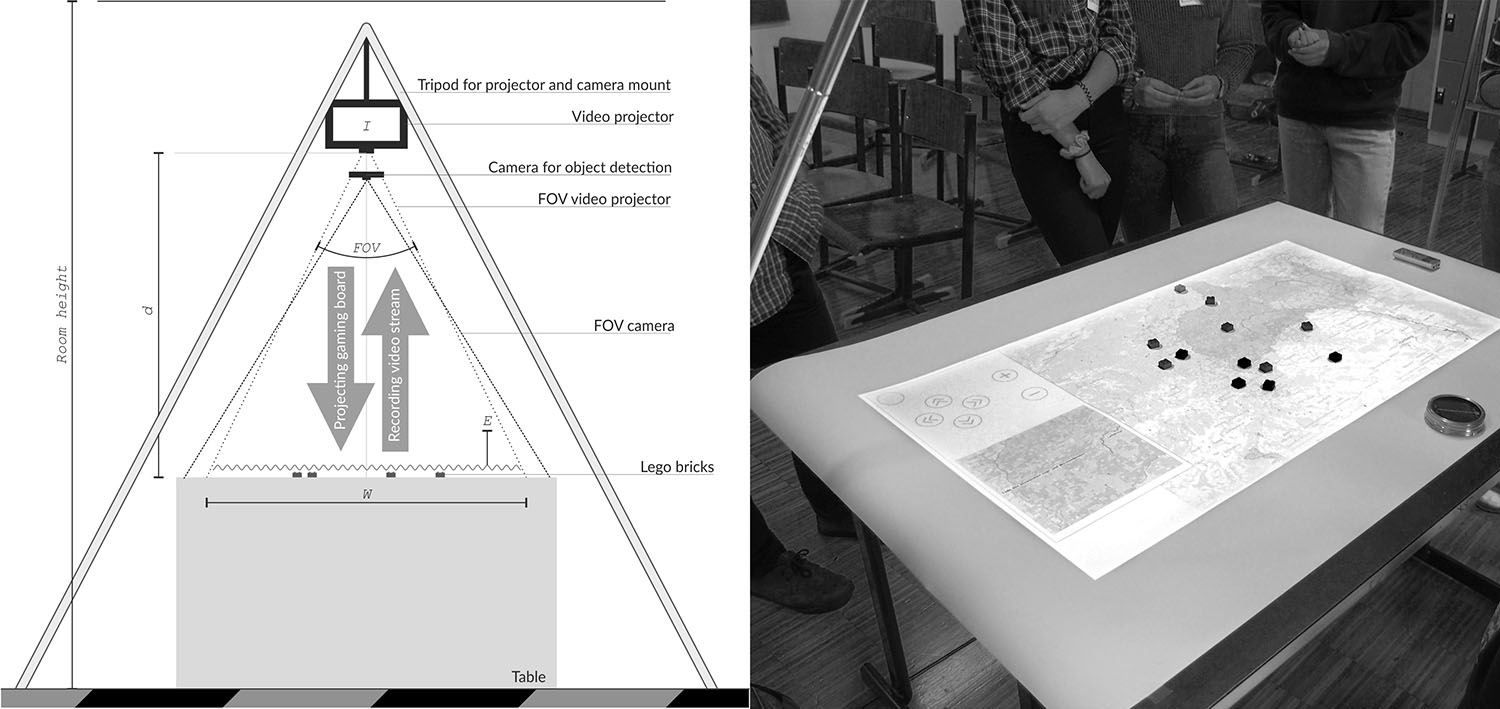 Tripod for projector and camera mount
Video projector
I
Camera for object detection
FOV video projector
FOV
Room height
d
Projecting gaming board
Recording video stream
FOV camera
E
Lego bricks
W
Table
+
−